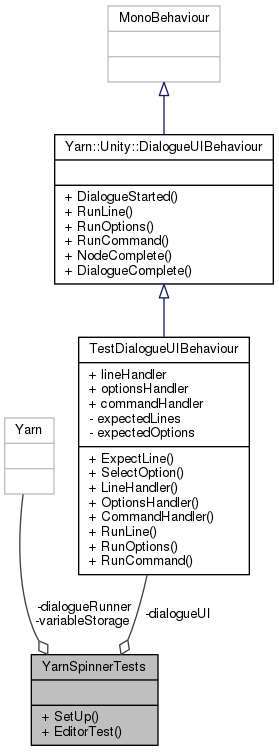 MonoBehaviour
Yarn::Unity::DialogueUIBehaviour
+ DialogueStarted()
+ RunLine()
+ RunOptions()
+ RunCommand()
+ NodeComplete()
+ DialogueComplete()
TestDialogueUIBehaviour
+ lineHandler
+ optionsHandler
+ commandHandler
- expectedLines
- expectedOptions
+ ExpectLine()
+ SelectOption()
+ LineHandler()
+ OptionsHandler()
+ CommandHandler()
+ RunLine()
+ RunOptions()
+ RunCommand()
Yarn
-dialogueRunner
-variableStorage
-dialogueUI
YarnSpinnerTests
+ SetUp()
+ EditorTest()